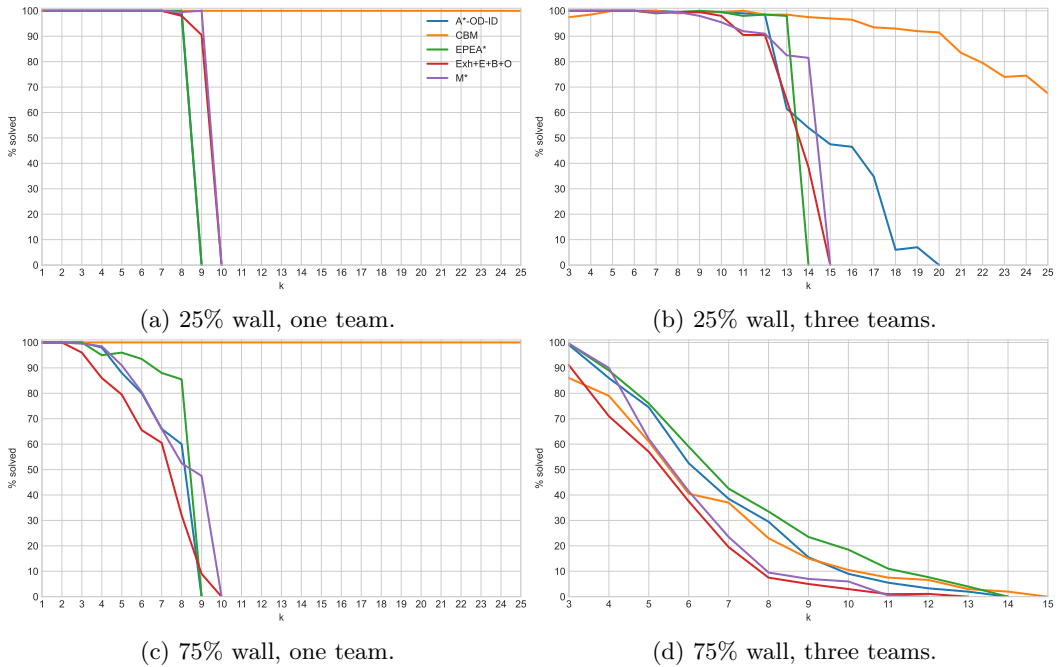 100
90
80
70
60
50
40
30
20
10
0
% solved
1 2 3 4 5 6 7 8 9 10 11 12 13 14 15 16 17 18 19 20 21 22 23 24 25
k
A*-OD-ID
CBM
EPEA*
Exh+E+B+O
M*
(a) 25% wall, one team.
100
90
80
70
60
50
40
30
20
10
0
% solved
3 4 5 6 7 8 9 10 11 12 13 14 15 16 17 18 19 20 21 22 23 24 25
k
(b) 25% wall, three teams.
100
90
80
70
60
50
40
30
20
10
0
% solved
1 2 3 4 5 6 7 8 9 10 11 12 13 14 15 16 17 18 19 20 21 22 23 24 25
k
(c) 75% wall, one team.
100
90
80
70
60
50
40
30
20
10
0
% solved
3 4 5 6 7 8 9 10 11 12 13 14 15
k
(d) 75% wall, three teams.